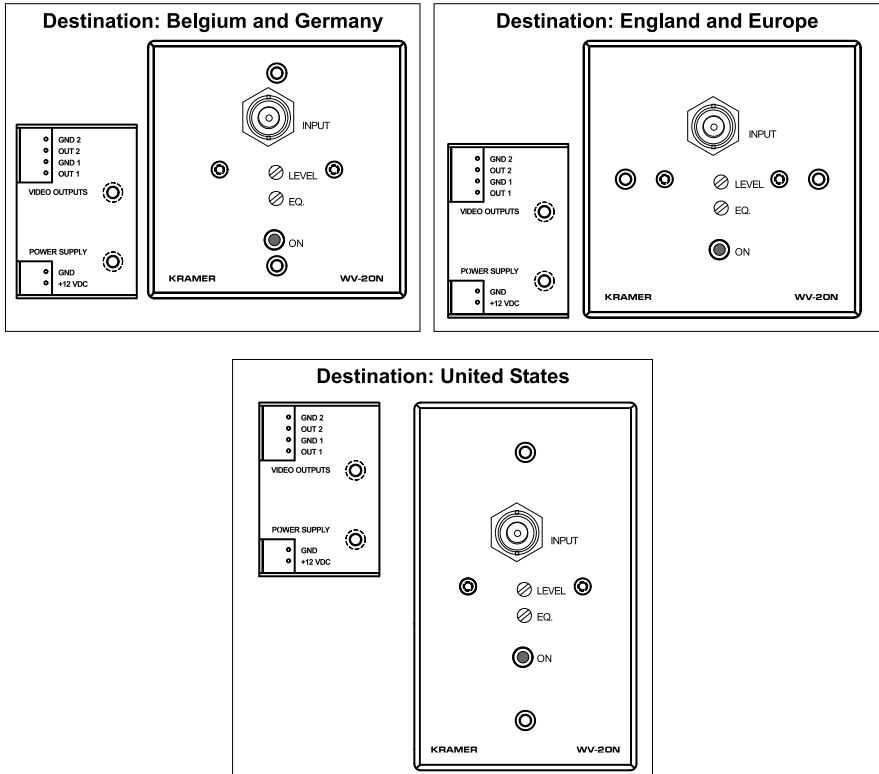 Destination: Belgium and Germany
GND 2
OUT 2
GND 1
OUT 1
VIDEO OUTPUTS
POWER SUPPLY
GND
+12 VDC
INPUT
LEVEL
EQ.
ON
KRAMER WV-20N
Destination: England and Europe
GND 2
OUT 2
GND 1
OUT 1
VIDEO OUTPUTS
POWER SUPPLY
GND
+12 VDC
INPUT
LEVEL
EQ.
ON
KRAMER WV-20N
Destination: United States
GND 2
OUT 2
GND 1
OUT 1
VIDEO OUTPUTS
POWER SUPPLY
GND
+12 VDC
INPUT
LEVEL
EQ.
ON
KRAMER WV-20N